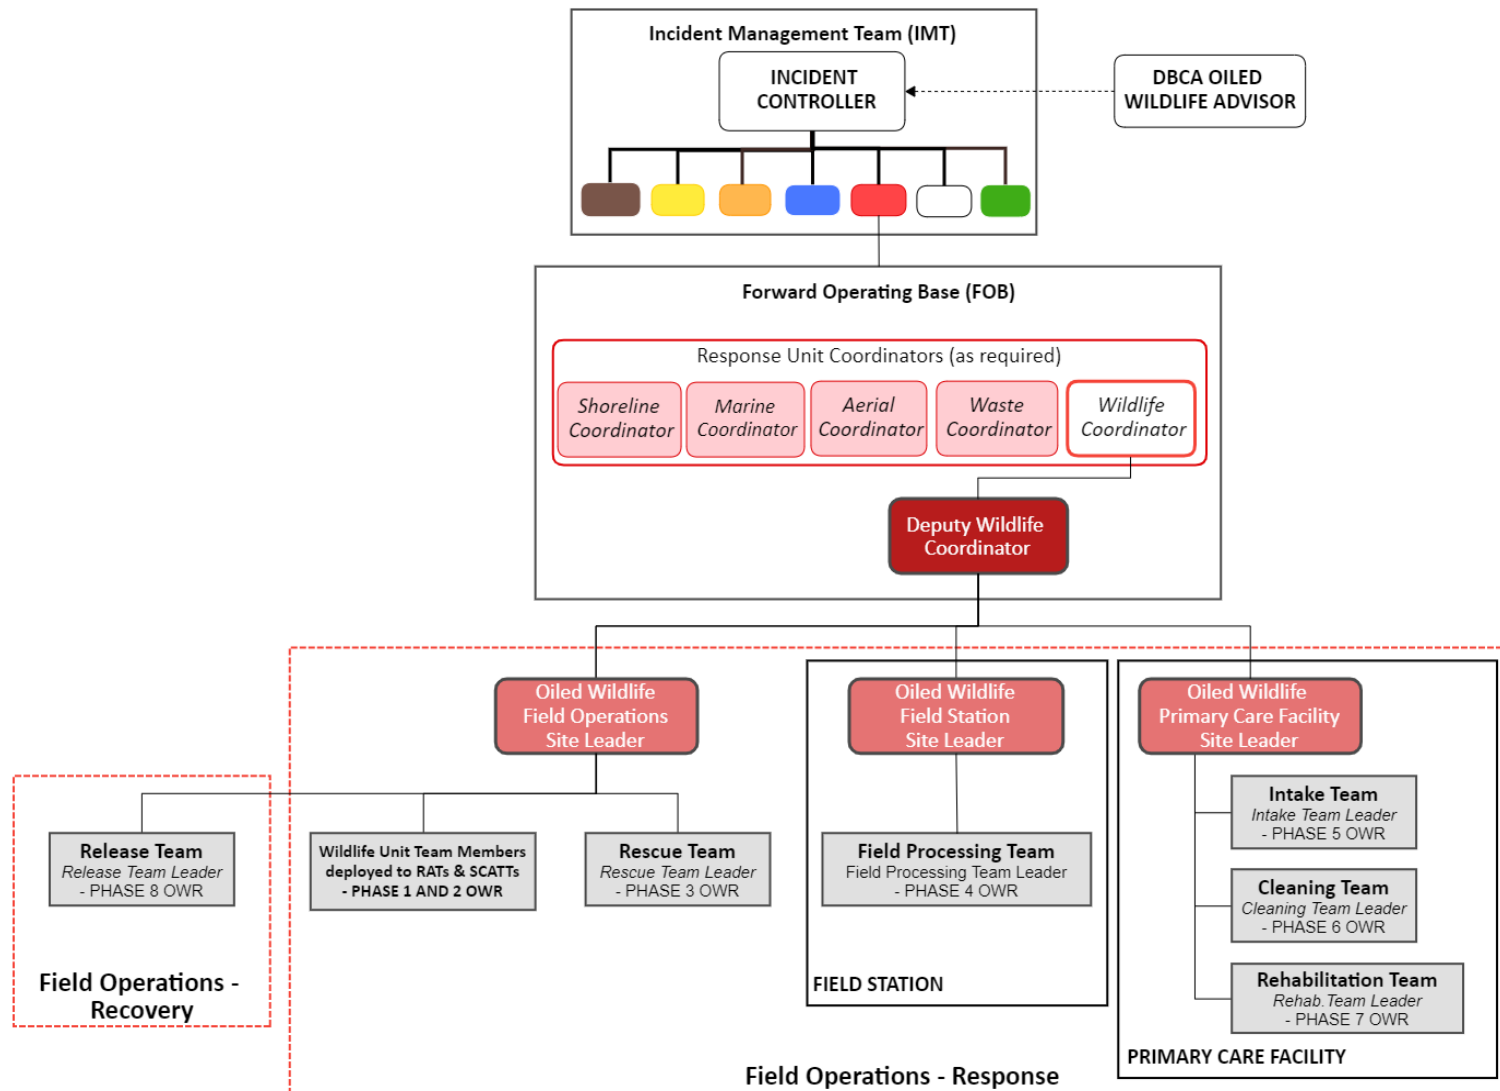 Incident Management Team (IMT)
INCIDENT
CONTROLLER
DBCA OILED
WILDLIFE ADVISOR
Forward Operating Base (FOB)
Response Unit Coordinators (as required)
Shoreline
Coordinator
Marine
Coordinator
Aerial
Coordinator
Waste
Coordinator
Wildlife
Coordinator
Deputy Wildlife
Coordinator
Oiled Wildlife
Field Operations
Site Leader
Oiled Wildlife
Field Station
Site Leader
Oiled Wildlife
Primary Care Facility
Site Leader
Release Team
Release Team Leader
- PHASE 8 OWR
Wildlife Unit Team Members
deployed to RATs & SCATTs
- PHASE 1 AND 2 OWR
Rescue Team
Rescue Team Leader
- PHASE 3 OWR
Field Processing Team
Field Processing Team Leader
- PHASE 4 OWR
Intake Team
Intake Team Leader
- PHASE 5 OWR
Cleaning Team
Cleaning Team Leader
- PHASE 6 OWR
Rehabilitation Team
Rehab.Team Leader
- PHASE 7 OWR
Field Operations -
Recovery
FIELD STATION
PRIMARY CARE FACILITY
Field Operations - Response